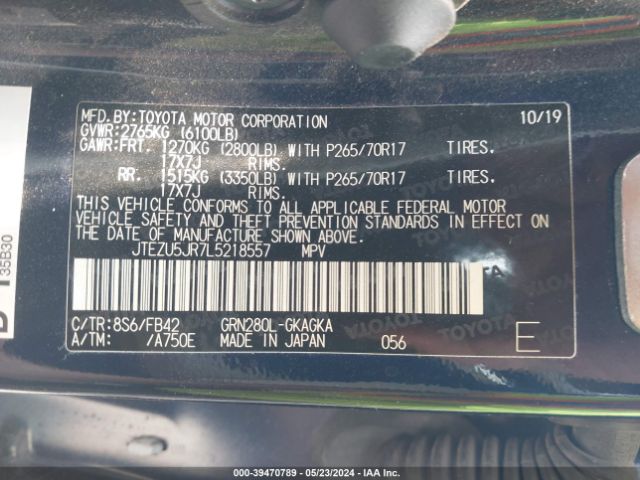 MFD.BY:TOYOTA MOTOR CORPORATION 10/19
GVWR:2765KG (6100LB)
GAWR:FRT. 1270KG (2800LB) WITH P265/70R17 TIRES.
17X7J RIMS.
RR. 1515KG (3350LB) WITH P265/70R17 TIRES.
17X7J RIMS.
THIS VEHICLE CONFORMS TO ALL APPLICABLE FEDERAL MOTOR
VEHICLE SAFETY AND THEFT PREVENTION STANDARDS IN EFFECT ON
THE DATE OF MANUFACTURE SHOWN ABOVE.
JTEZU5JR7L5218557 MPV
C/TR:8S6/FB42 GRN280L-GKAGKA
A/TM: /A750E MADE IN JAPAN 056 E
35B30
000-39470789 - 05/23/2024 - IAA Inc.